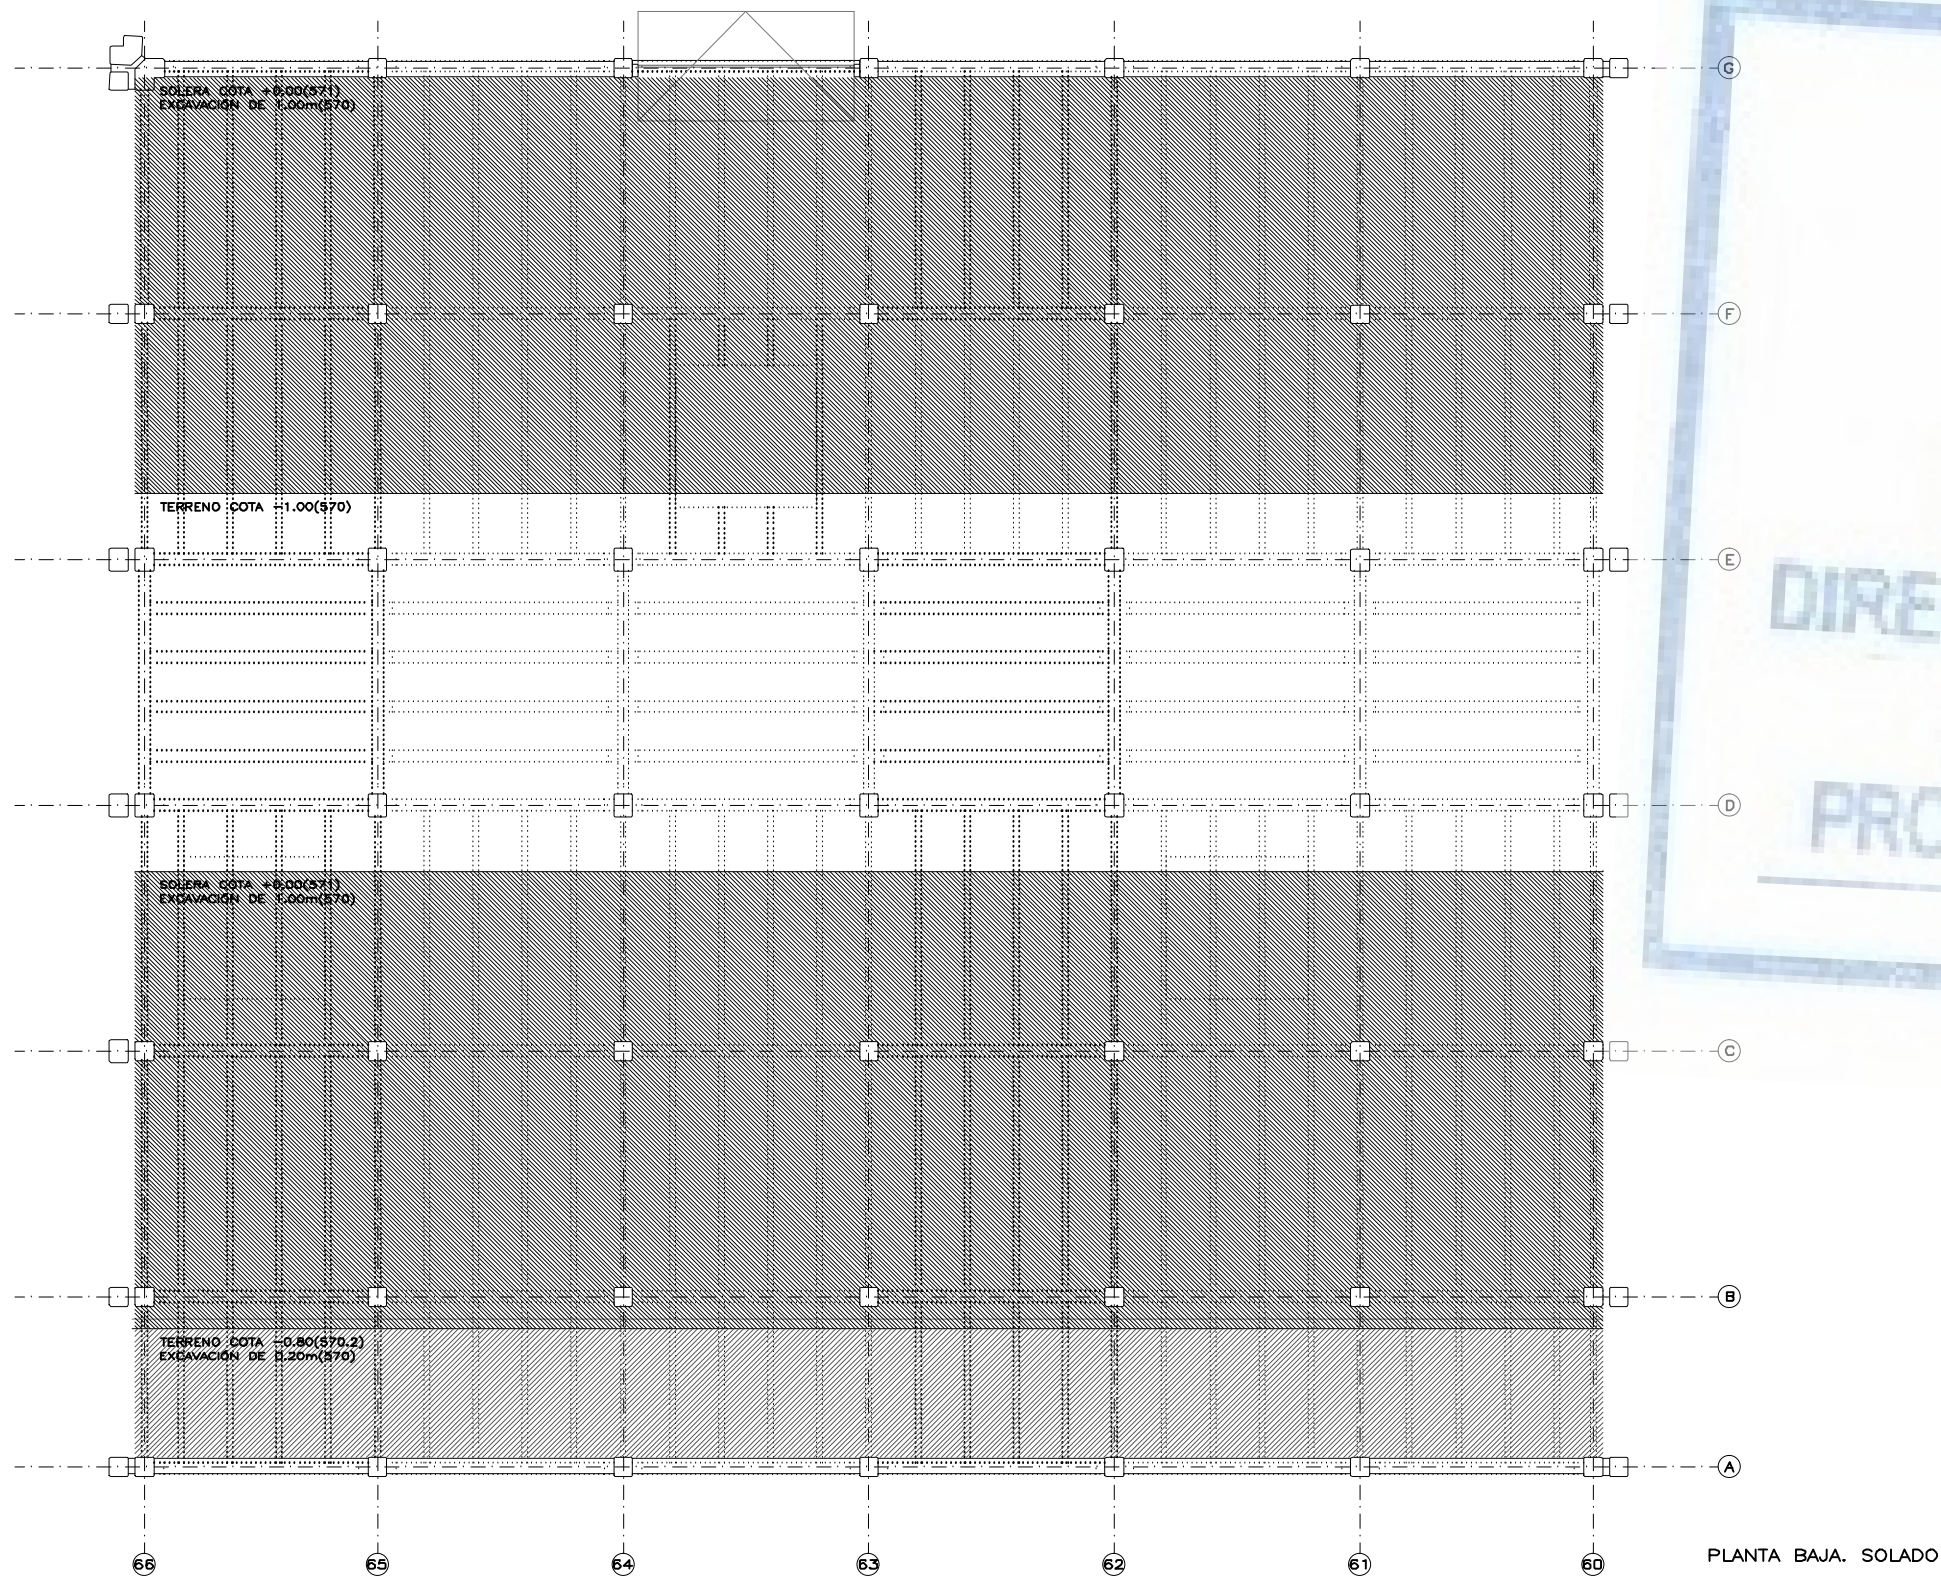 G
SOLERA COTA +0.00(571)
EXCAVACIÓN DE 1.00m(570)
F
TERRENO COTA -1.00(570)
E
DIRE
D
PRO
SOLERA COTA +0.00(571)
EXCAVACIÓN DE 1.00m(570)
C
B
TERRENO COTA -0.80(570.2)
EXCAVACIÓN DE 0.20m(570)
A
66 65 64 63 62 61 60
PLANTA BAJA. SOLADO